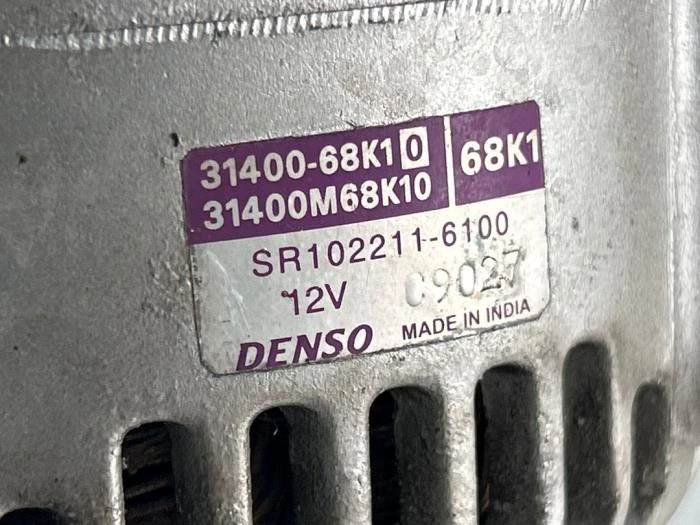 31400-68K10 68K1
31400M68K10
SR102211-6100
12V C9027
DENSO MADE IN INDIA